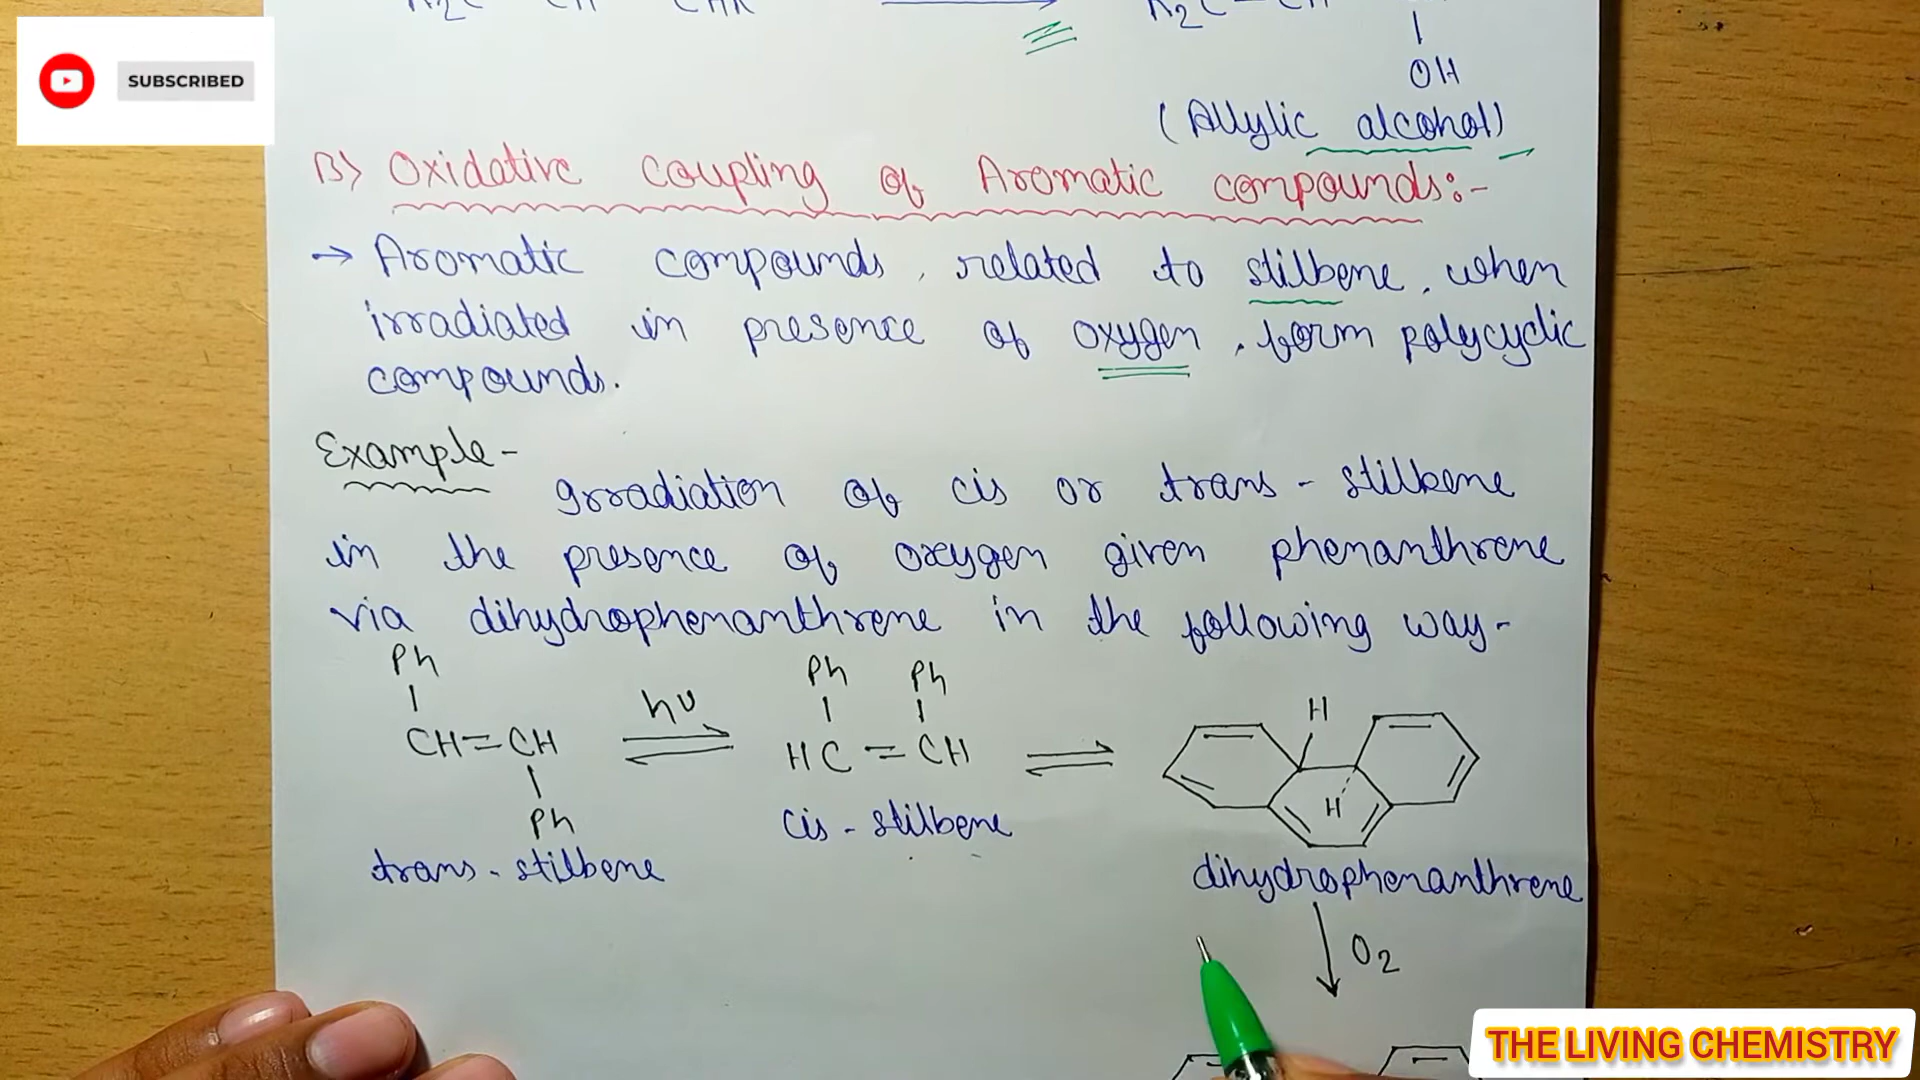 SUBSCRIBED
OH
(Allylic alcohol)
B) Oxidative coupling of Aromatic compounds:-
→ Aromatic compounds, related to stilbene, when
irradiated in presence of oxygen, form polycyclic
compounds.
Example-
Irradiation of cis or trans - stilbene
in the presence of oxygen given phenanthrene
via dihydrophenanthrene in the following way-
Ph Ph Ph H
hν
CH=CH HC=CH H
Ph
trans - stilbene cis - stilbene dihydrophenanthrene
O2
THE LIVING CHEMISTRY